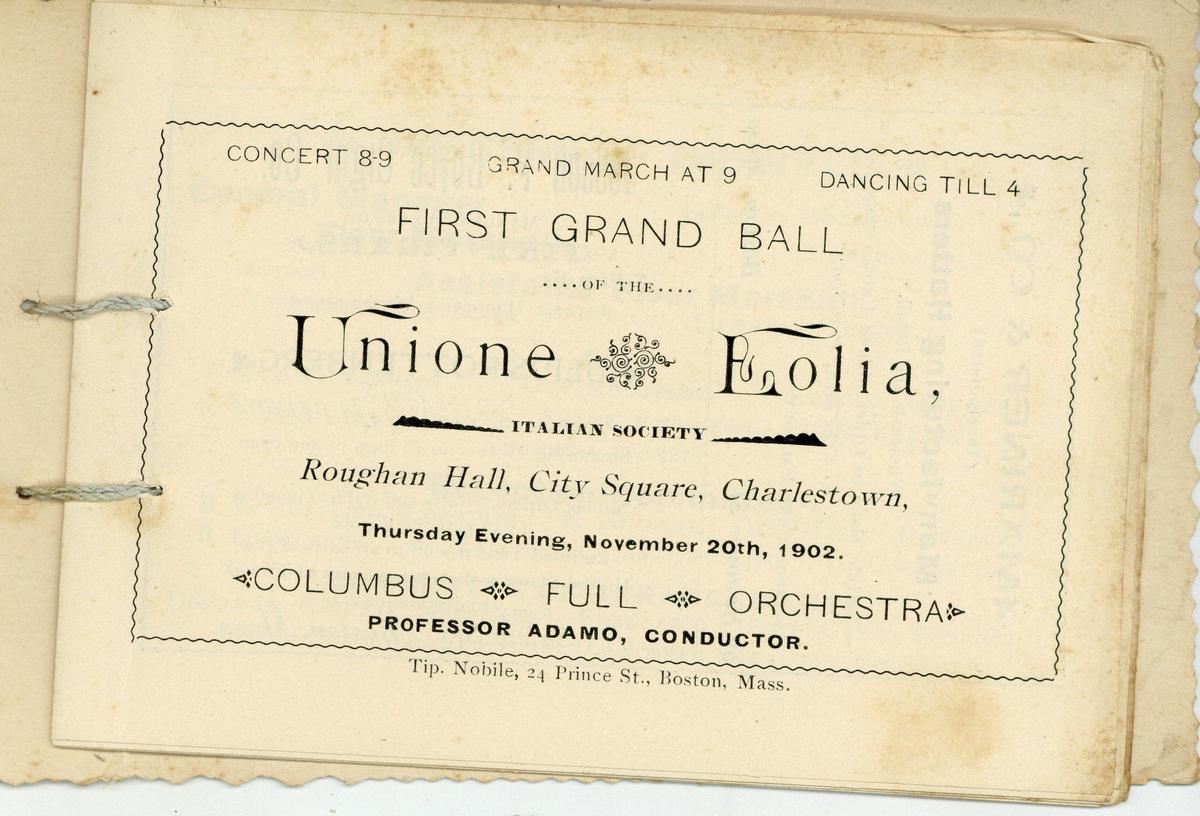 CONCERT 8-9 GRAND MARCH AT 9 DANCING TILL 4
FIRST GRAND BALL
····OF THE····
Unione Eolia,
ITALIAN SOCIETY
Roughan Hall, City Square, Charlestown,
Thursday Evening, November 20th, 1902.
COLUMBUS FULL ORCHESTRA
PROFESSOR ADAMO, CONDUCTOR.
Tip. Nobile, 24 Prince St., Boston, Mass.